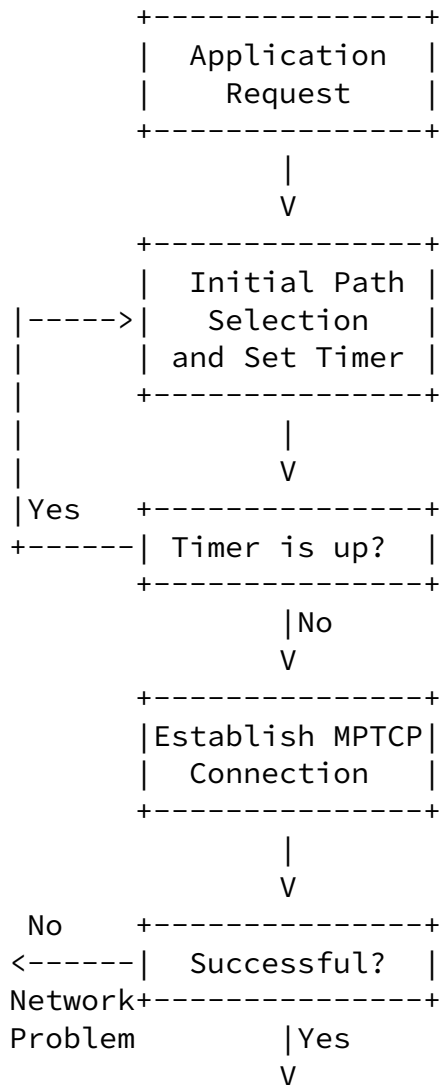 +---------------+
|  Application  |
|    Request    |
+---------------+
|
V
+---------------+
|  Initial Path |
|----->|   Selection   |
|      | and Set Timer |
|      +---------------+
|              |
|              V
|Yes   +---------------+
+------| Timer is up?  |
+---------------+
|No
V
+---------------+
|Establish MPTCP|
|  Connection   |
+---------------+
|
V
No    +---------------+
<------|  Successful?  |
Network+---------------+
Problem        |Yes
V